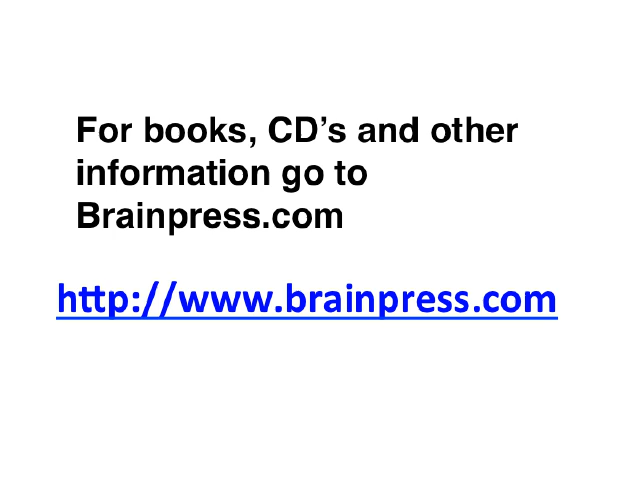 For books, CD’s and other
information go to
Brainpress.com
http://www.brainpress.com